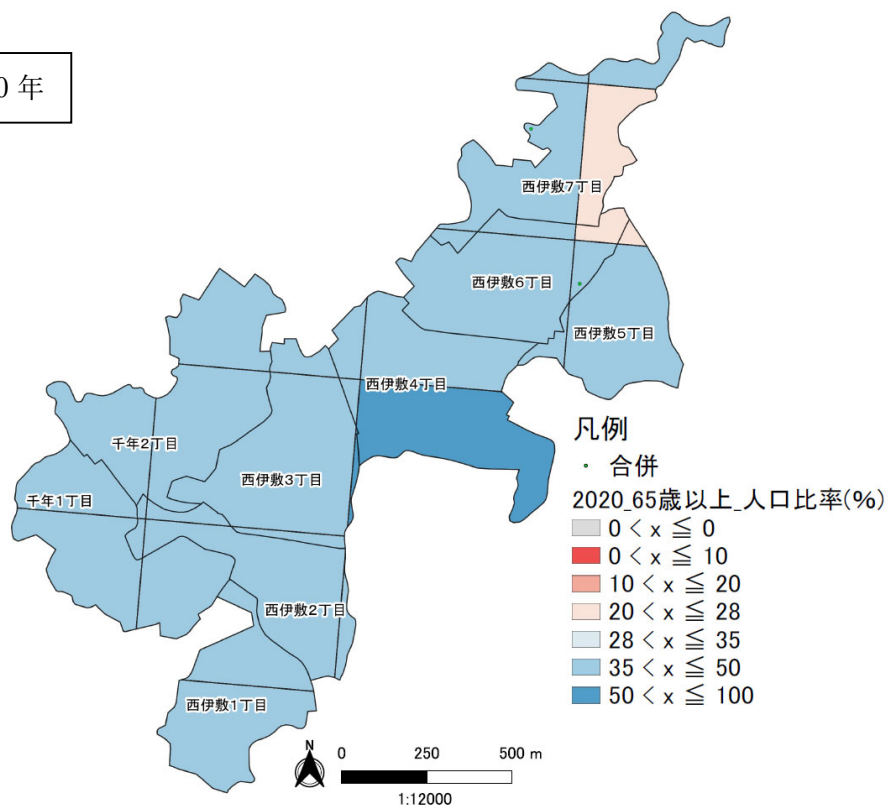 0 年
西伊敷7丁目
西伊敷6丁目
西伊敷5丁目
西伊敷4丁目
千年2丁目
西伊敷3丁目
千年1丁目
西伊敷2丁目
西伊敷1丁目
凡例
合併
2020_65歳以上_人口比率(%)
0 < x ≦ 0
0 < x ≦ 10
10 < x ≦ 20
20 < x ≦ 28
28 < x ≦ 35
35 < x ≦ 50
50 < x ≦ 100
N
0 250 500 m
1:12000